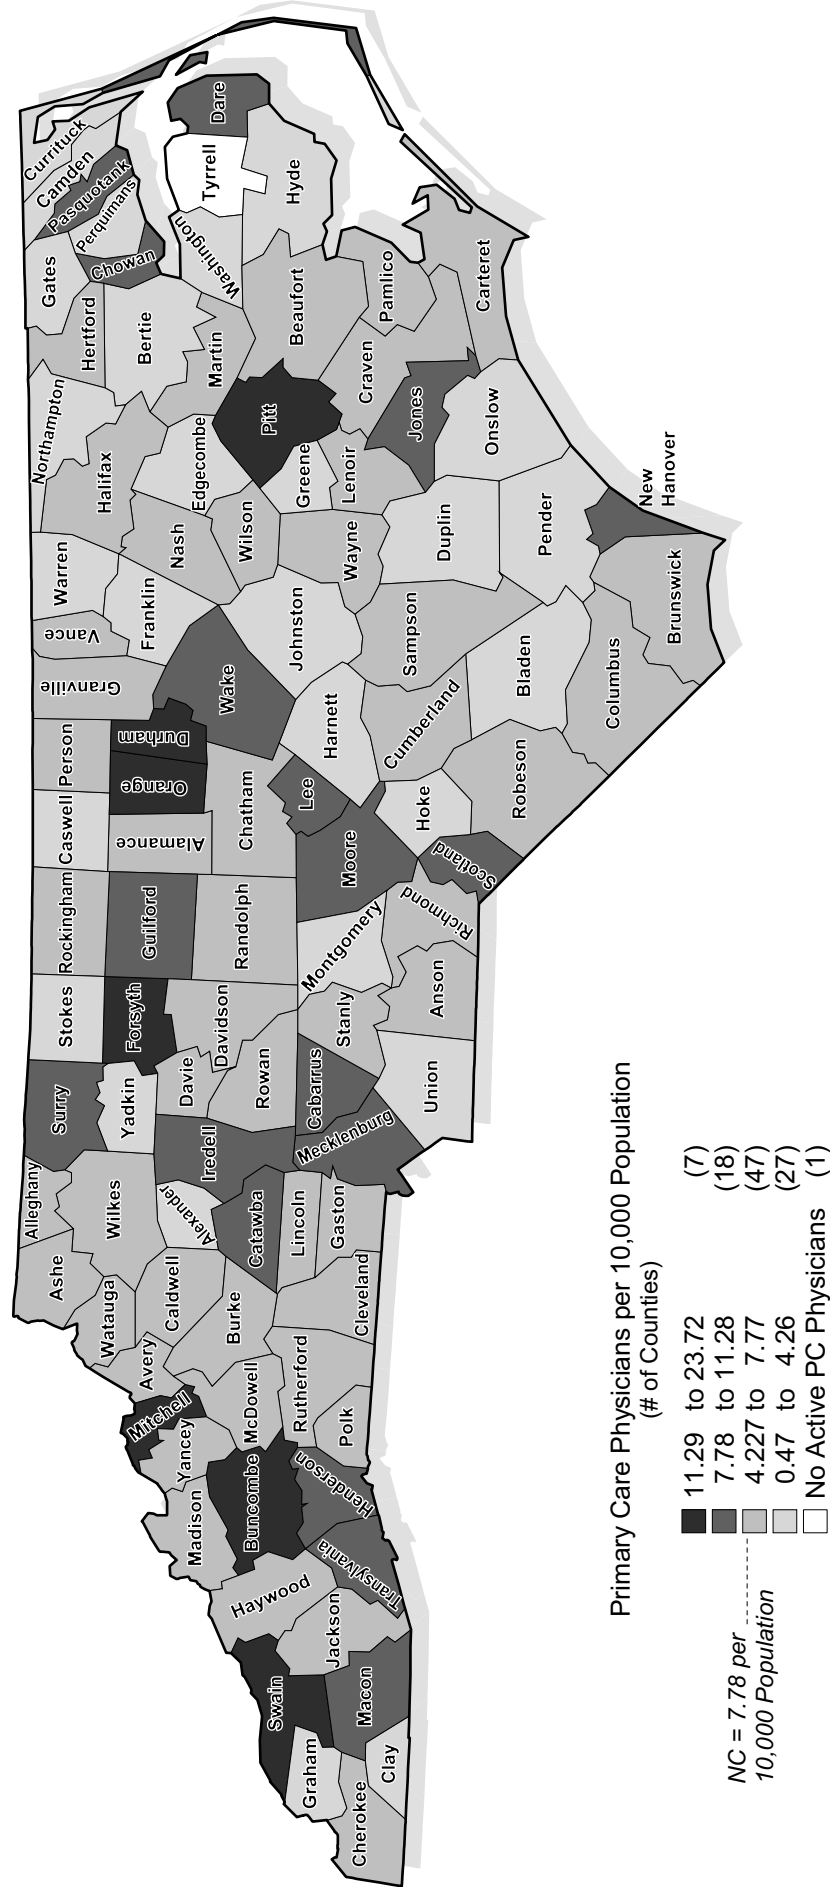 Cherokee
Graham
Clay
Swain
Macon
Jackson
Haywood
Transylvania
Henderson
Buncombe
Madison
Yancey
Mitchell
Avery
McDowell
Polk
Rutherford
Burke
Caldwell
Watauga
Ashe
Alleghany
Wilkes
Alexander
Catawba
Lincoln
Gaston
Cleveland
Mecklenburg
Iredell
Yadkin
Surry
Stokes
Forsyth
Davie
Davidson
Rowan
Cabarrus
Union
Stanly
Anson
Montgomery
Richmond
Randolph
Guilford
Rockingham
Caswell
Alamance
Orange
Durham
Person
Granville
Vance
Warren
Franklin
Wake
Chatham
Lee
Moore
Scotland
Hoke
Harnett
Cumberland
Robeson
Bladen
Columbus
Brunswick
New
Hanover
Pender
Sampson
Duplin
Johnston
Wayne
Wilson
Nash
Halifax
Northampton
Edgecombe
Greene
Lenoir
Jones
Onslow
Pitt
Craven
Pamlico
Carteret
Beaufort
Martin
Bertie
Hertford
Gates
Chowan
Perquimans
Pasquotank
Camden
Currituck
Washington
Tyrrell
Dare
Hyde
Primary Care Physicians per 10,000 Population
(# of Counties)
11.29 to 23.72 (7)
7.78 to 11.28 (18)
4.227 to 7.77 (47)
0.47 to 4.26 (27)
No Active PC Physicians (1)
NC = 7.78 per
10,000 Population